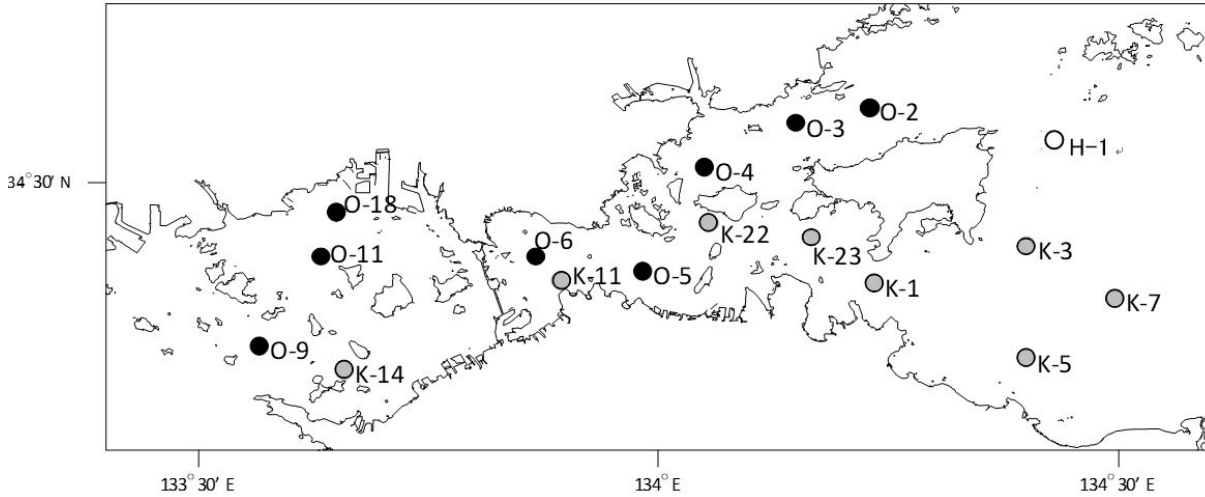 O-2
O-3
H-1
O-4
34°30′ N
O-18
K-22
K-23
O-6
O-11
K-3
K-11
O-5
K-1
K-7
O-9
K-5
K-14
133°30′ E
134° E
134°30′ E